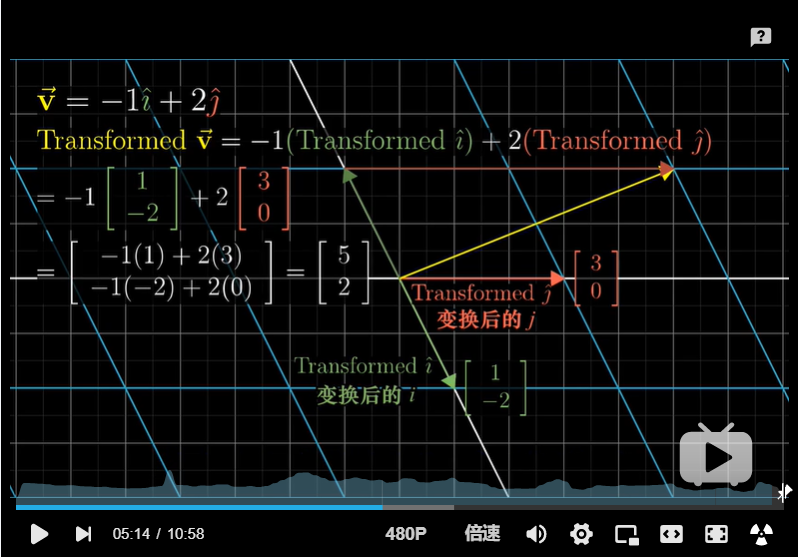 ?
v⃗ = −1î + 2ĵ
Transformed v⃗ = −1(Transformed î) + 2(Transformed ĵ)
= −1 [1 −2] + 2 [3 0]
= [−1(1) + 2(3) −1(−2) + 2(0)] = [5 2]
Transformed ĵ [3 0]
变换后的 j
Transformed î [1 −2]
变换后的 i
05:14 / 10:58 480P 倍速